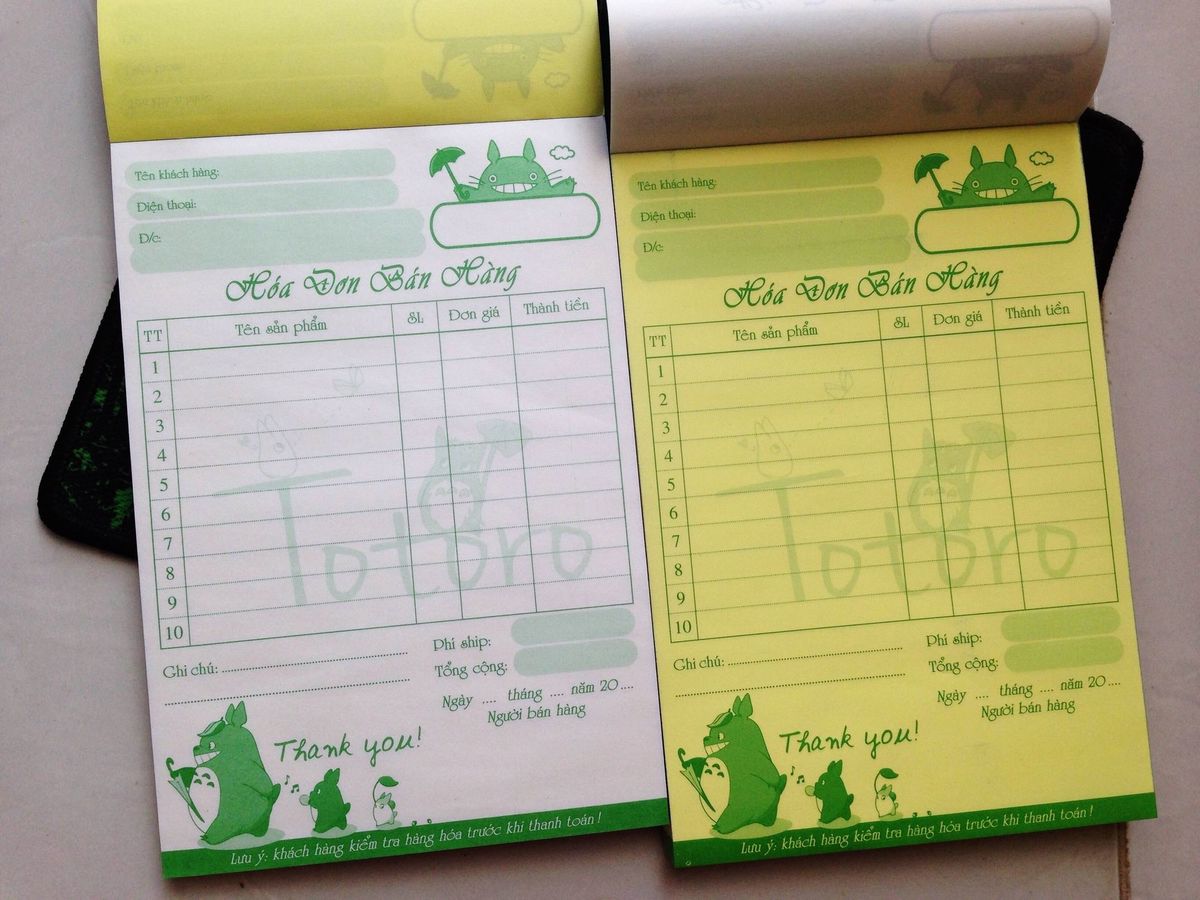 Tên khách hàng:
Điện thoại:
Đ/c:
Hóa Đơn Bán Hàng
TT Tên sản phẩm SL Đơn giá Thành tiền
1
2
3
4
5
6
7
8
9
10
Totoro
Ghi chú: Phí ship:
Tổng cộng:
Ngày .... tháng .... năm 20 ....
Người bán hàng
Thank you!
Lưu ý: khách hàng kiểm tra hàng hóa trước khi thanh toán !
Tên khách hàng:
Điện thoại:
Đ/c:
Hóa Đơn Bán Hàng
TT Tên sản phẩm SL Đơn giá Thành tiền
1
2
3
4
5
6
7
8
9
10
Totoro
Ghi chú: Phí ship:
Tổng cộng:
Ngày .... tháng .... năm 20 ....
Người bán hàng
Thank you!
Lưu ý: khách hàng kiểm tra hàng hóa trước khi thanh toán !